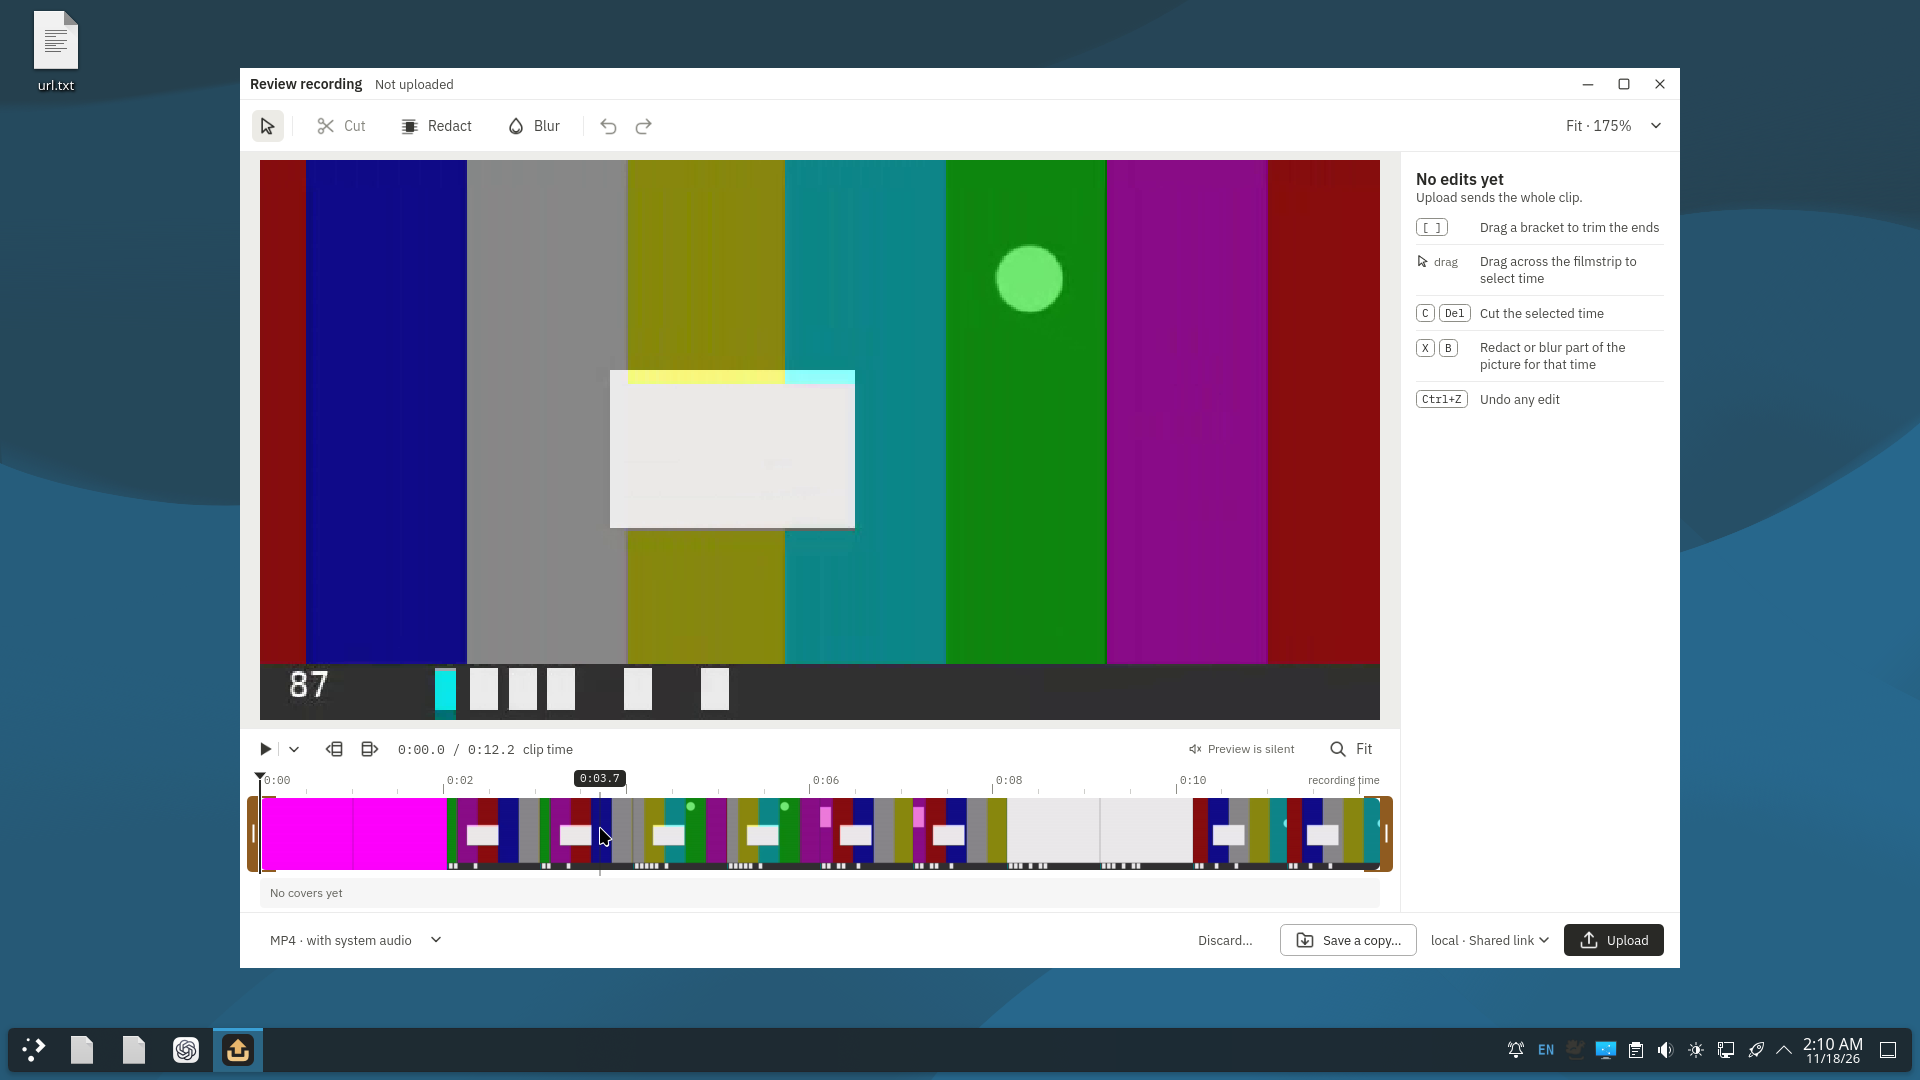 url.txt
Review recording Not uploaded
Cut Redact Blur Fit · 175%
No edits yet
Upload sends the whole clip.
[ ] Drag a bracket to trim the ends
drag Drag across the filmstrip to
select time
C Del Cut the selected time
X B Redact or blur part of the
picture for that time
Ctrl+Z Undo any edit
87
0:00.0 / 0:12.2 clip time Preview is silent Fit
0:00 0:02 0:03.7 0:06 0:08 0:10 recording time
No covers yet
MP4 · with system audio Discard... Save a copy... local · Shared link Upload
EN 2:10 AM
11/18/26